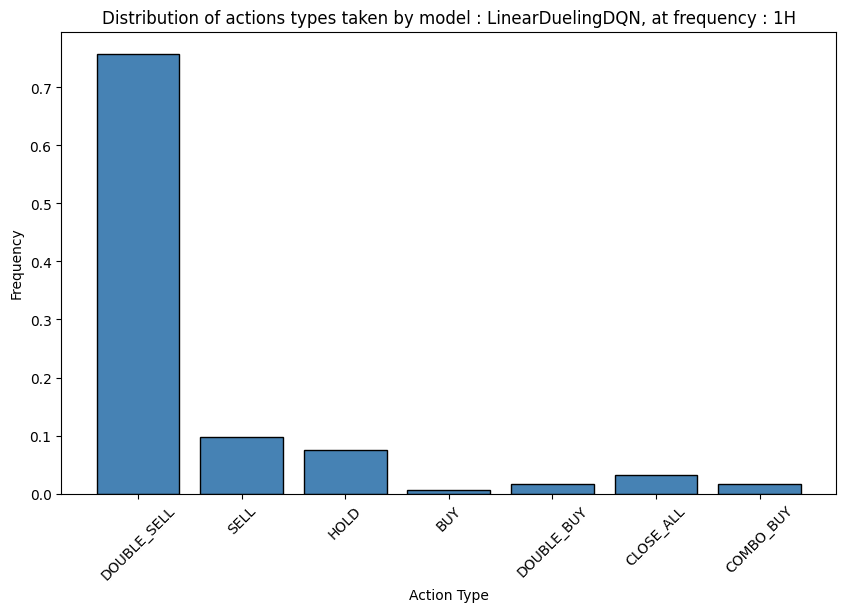 Distribution of actions types taken by model : LinearDuelingDQN, at frequency : 1H
Frequency
0.7
0.6
0.5
0.4
0.3
0.2
0.1
0.0
DOUBLE_SELL
SELL
HOLD
BUY
DOUBLE_BUY
CLOSE_ALL
COMBO_BUY
Action Type